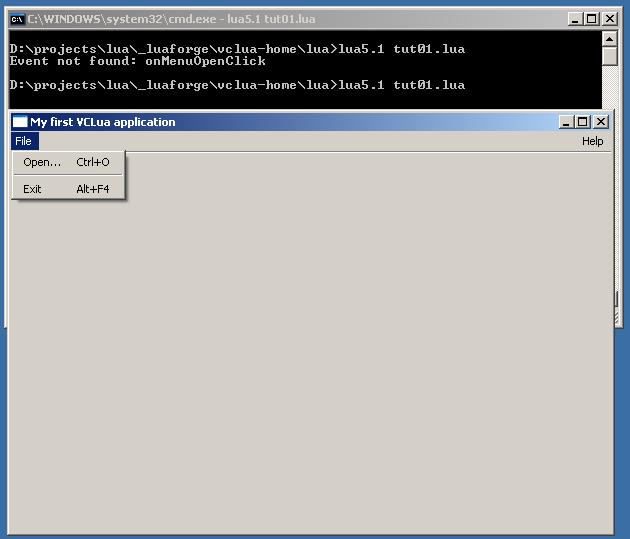 C:\WINDOWS\system32\cmd.exe - lua5.1 tut01.lua
D:\projects\lua\_luaforge\vclua-home\lua>lua5.1 tut01.lua
Event not found: onMenuOpenClick
D:\projects\lua\_luaforge\vclua-home\lua>lua5.1 tut01.lua
My first VCLua application
File Help
Open... Ctrl+O
Exit Alt+F4